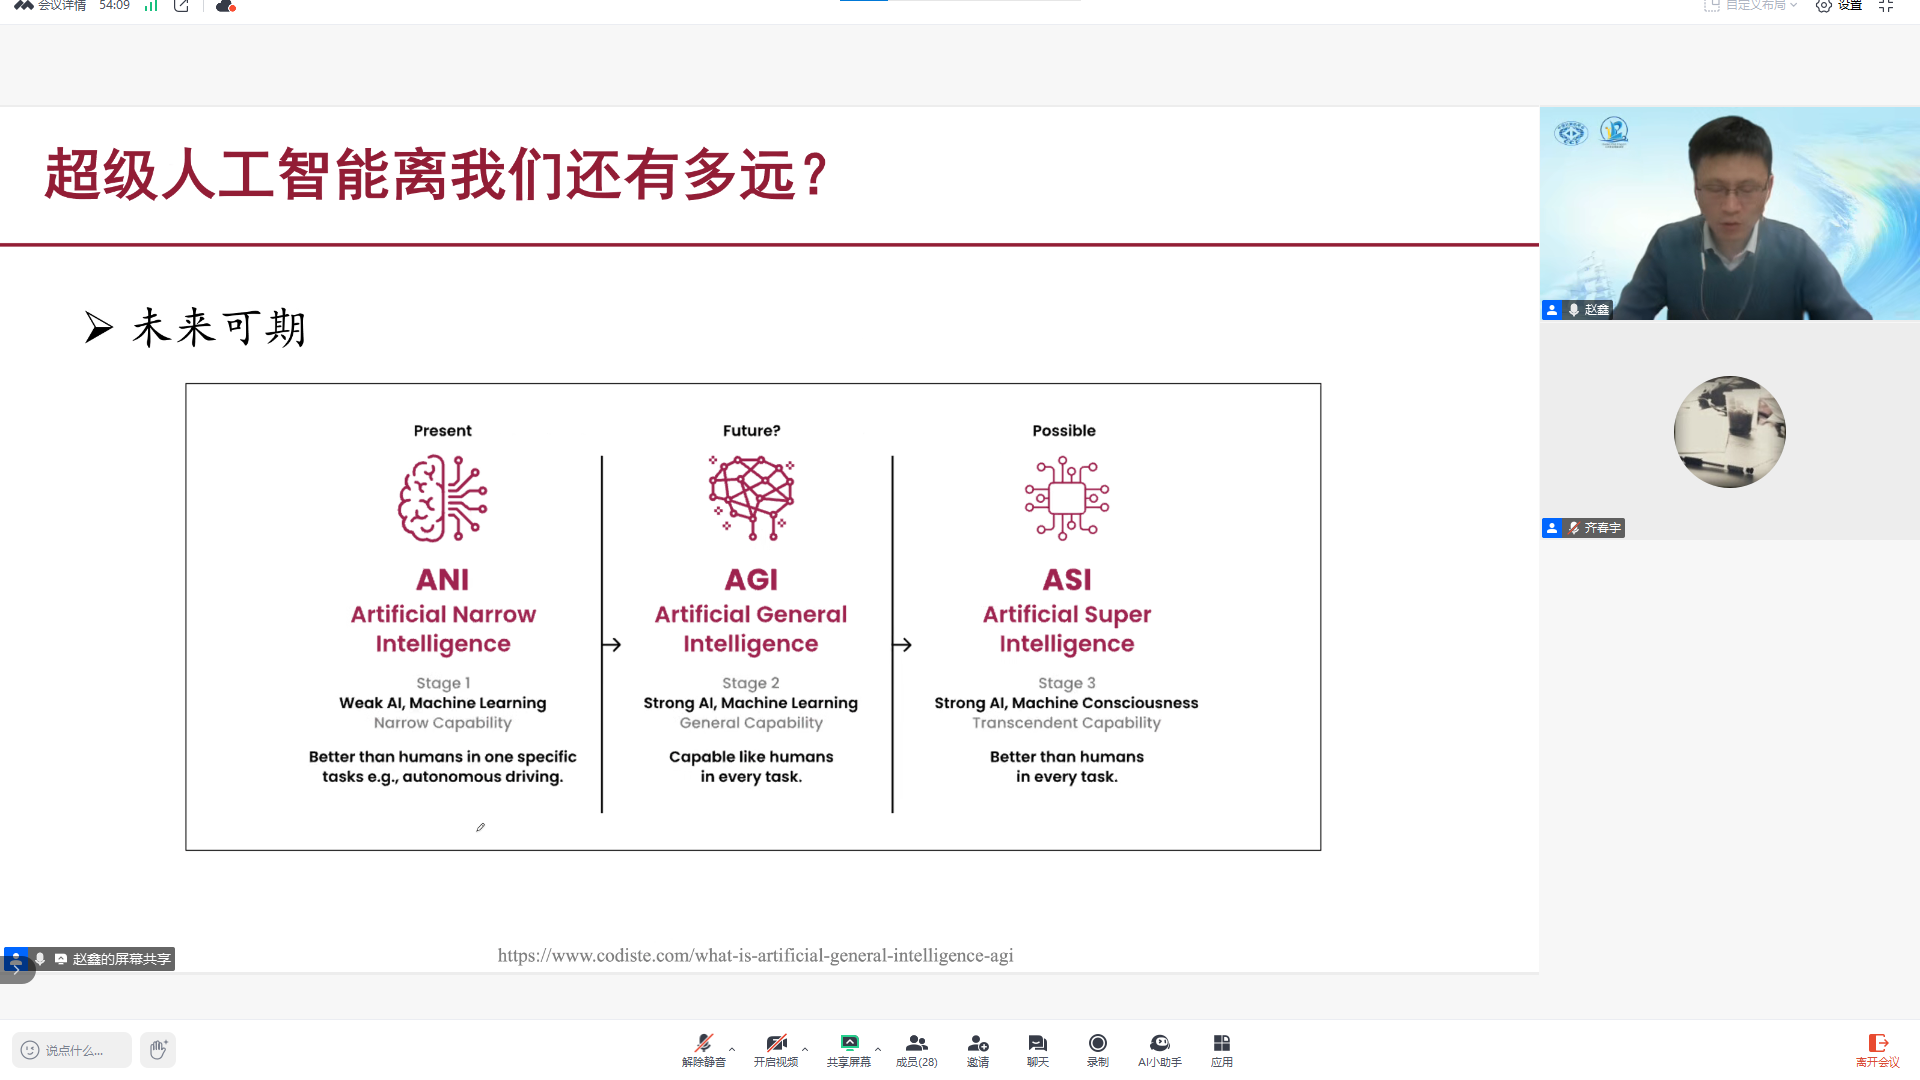 会议详情 54:09
自定义布局 设置
超级人工智能离我们还有多远？
➢ 未来可期
Present
ANI
Artificial Narrow
Intelligence
Stage 1
Weak AI, Machine Learning
Narrow Capability
Better than humans in one specific
tasks e.g., autonomous driving.
Future?
AGI
Artificial General
Intelligence
Stage 2
Strong AI, Machine Learning
General Capability
Capable like humans
in every task.
Possible
ASI
Artificial Super
Intelligence
Stage 3
Strong AI, Machine Consciousness
Transcendent Capability
Better than humans
in every task.
https://www.codiste.com/what-is-artificial-general-intelligence-agi
赵鑫
齐春宇
赵鑫的屏幕共享
说点什么...
解除静音
开启视频
共享屏幕
成员(28)
邀请
聊天
录制
AI小助手
应用
离开会议